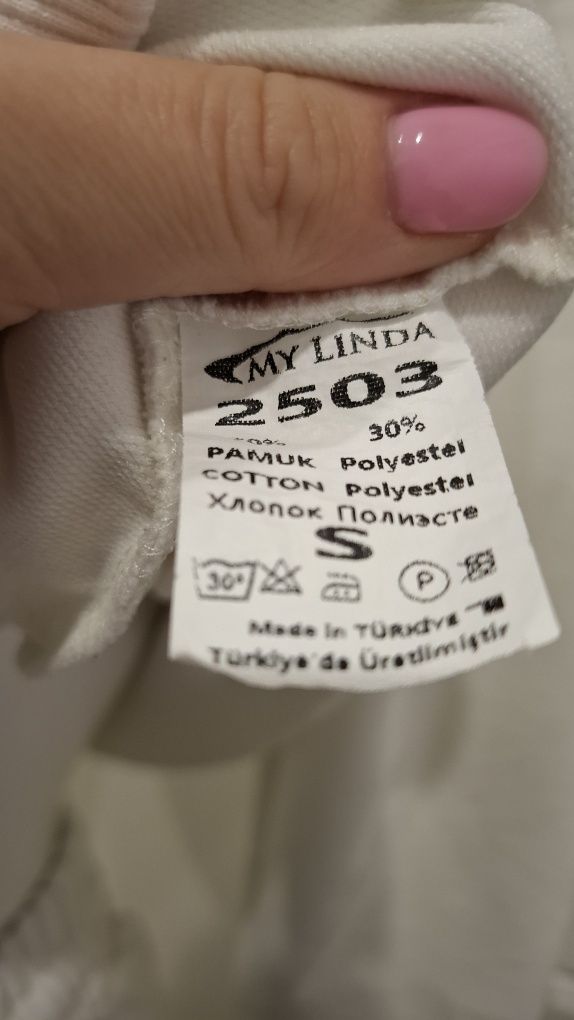 MY LINDA
2503
30%
PAMUK Polyester
COTTON Polyester
Хлопок Полиэсте
S
30°
P
Made in TÜRKİYE
Türkiye'de Üretilmiştir